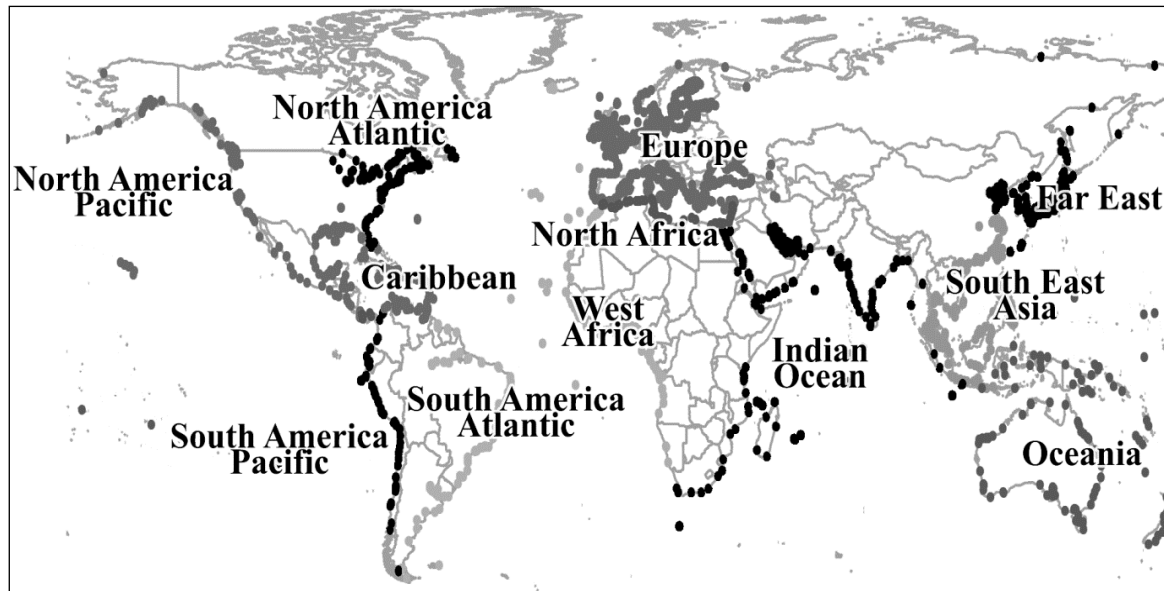 North America
Atlantic
Europe
North America
Pacific
Far East
North Africa
Caribbean
South East
Asia
West
Africa
Indian
Ocean
South America
Atlantic
South America
Pacific
Oceania